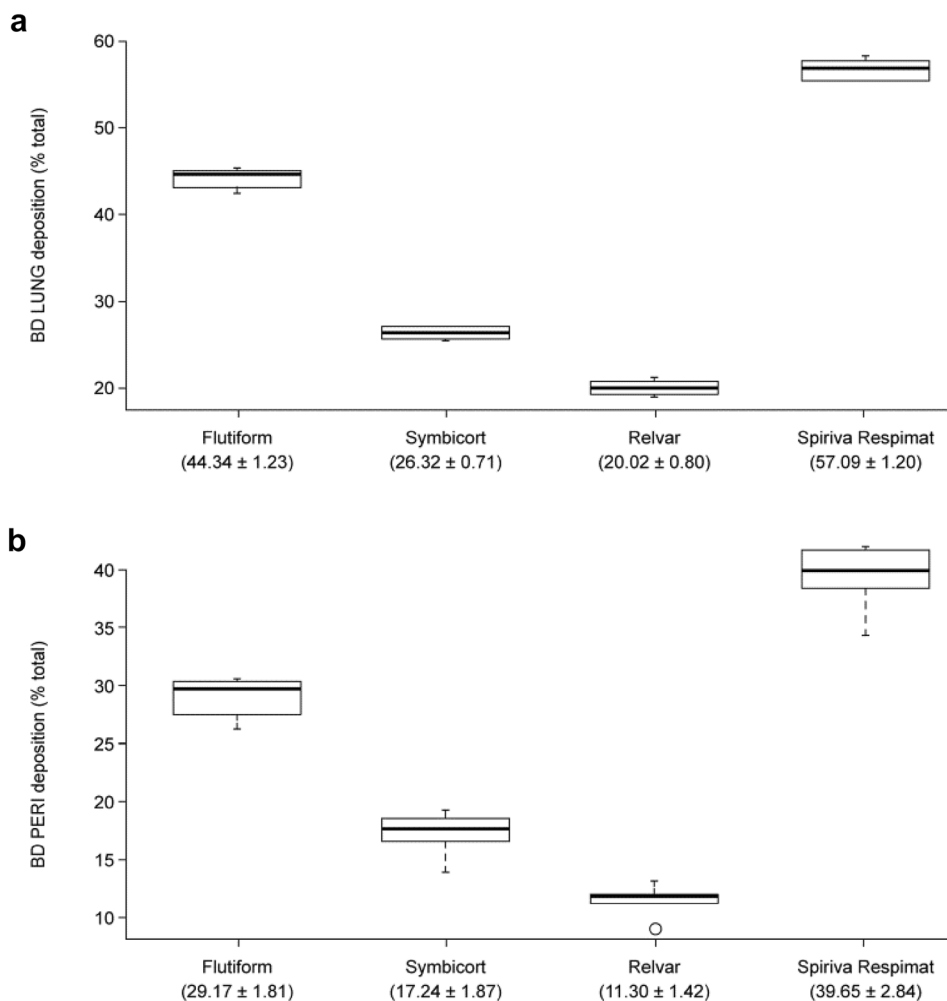 a
60
50
40
30
20
BD LUNG deposition (% total)
Flutiform Symbicort Relvar Spiriva Respimat
(44.34 ± 1.23) (26.32 ± 0.71) (20.02 ± 0.80) (57.09 ± 1.20)
b
40
35
30
25
20
15
10
BD PERI deposition (% total)
Flutiform Symbicort Relvar Spiriva Respimat
(29.17 ± 1.81) (17.24 ± 1.87) (11.30 ± 1.42) (39.65 ± 2.84)